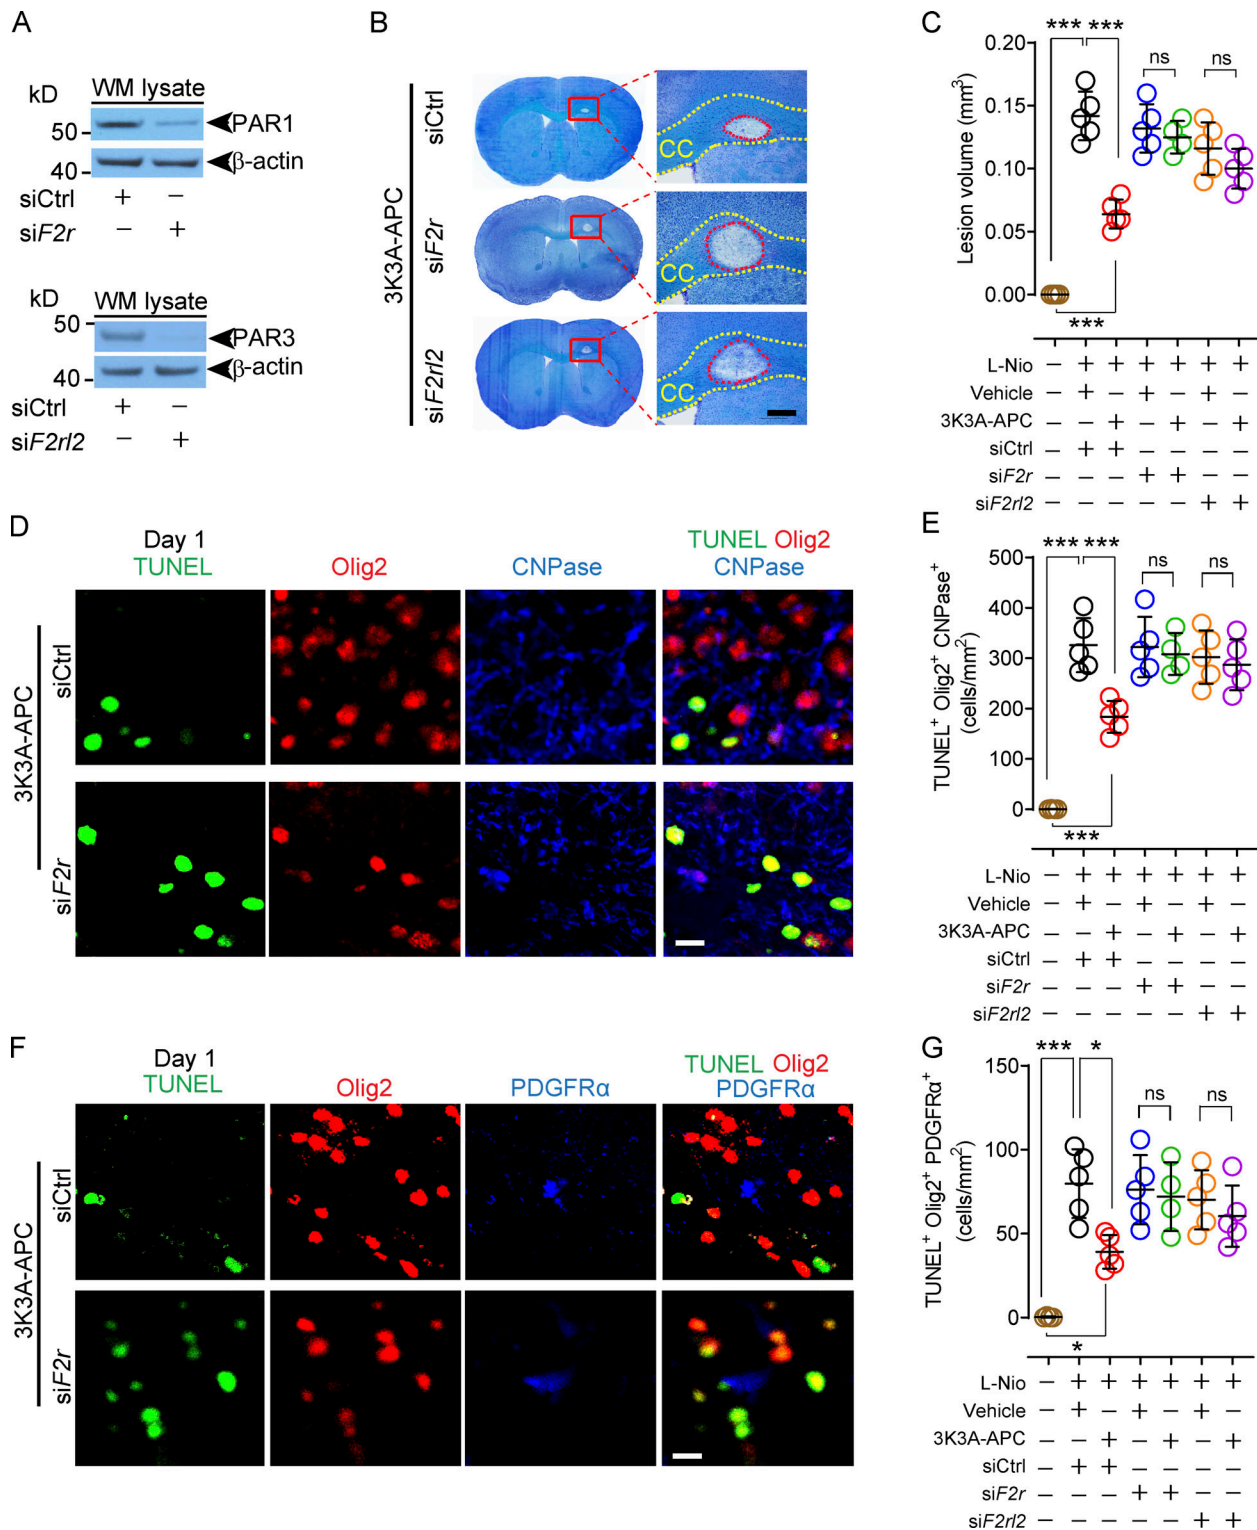 A
kD
WM lysate
50
PAR1
40
β-actin
siCtrl + –
siF2r – +
kD
WM lysate
50
PAR3
40
β-actin
siCtrl + –
siF2rl2 – +
B
3K3A-APC
siCtrl
CC
siF2r
CC
siF2rl2
CC
C
*** ***
ns
ns
0.20
0.15
0.10
0.05
0.00
Lesion volume (mm³)
***
L-Nio – + + + + + +
Vehicle – + – + – + –
3K3A-APC – – + – + – +
siCtrl – + + – – – –
siF2r – – – + + – –
siF2rl2 – – – – – + +
D
Day 1
TUNEL
Olig2
CNPase
TUNEL Olig2
CNPase
3K3A-APC
siCtrl
siF2r
E
*** ***
ns
ns
500
400
300
200
100
0
TUNEL⁺ Olig2⁺ CNPase⁺
(cells/mm²)
***
L-Nio – + + + + + +
Vehicle – + – + – + –
3K3A-APC – – + – + – +
siCtrl – + + – – – –
siF2r – – – + + – –
siF2rl2 – – – – – + +
F
Day 1
TUNEL
Olig2
PDGFRα
TUNEL Olig2
PDGFRα
3K3A-APC
siCtrl
siF2r
G
*** *
ns
ns
150
100
50
0
TUNEL⁺ Olig2⁺ PDGFRα⁺
(cells/mm²)
*
L-Nio – + + + + + +
Vehicle – + – + – + –
3K3A-APC – – + – + – +
siCtrl – + + – – – –
siF2r – – – + + – –
siF2rl2 – – – – – + +